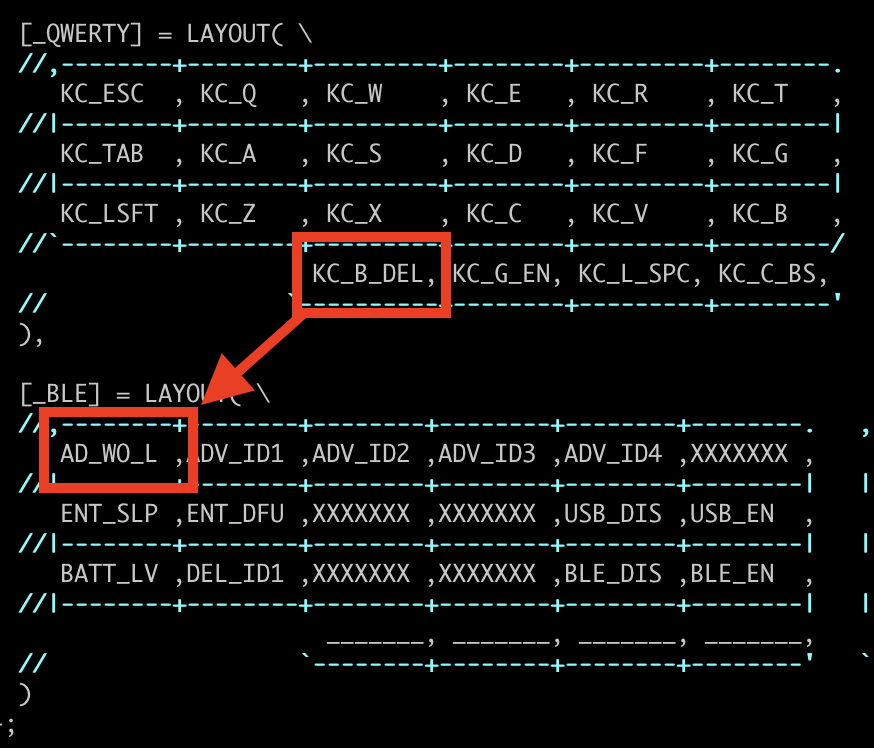 [_QWERTY] = LAYOUT( \
//,--------+--------+---------+--------+---------+--------.
KC_ESC , KC_Q , KC_W , KC_E , KC_R , KC_T ,
//|--------+--------+---------+--------+---------+--------|
KC_TAB , KC_A , KC_S , KC_D , KC_F , KC_G ,
//|--------+--------+---------+--------+---------+--------|
KC_LSFT , KC_Z , KC_X , KC_C , KC_V , KC_B ,
//`--------+--------+---------+--------+---------+--------/
KC_B_DEL, KC_G_EN, KC_L_SPC, KC_C_BS,
// `---------+--------+---------+--------'
),
[_BLE] = LAYOUT( \
//,--------+--------+--------+--------+--------+--------. ,
AD_WO_L ,ADV_ID1 ,ADV_ID2 ,ADV_ID3 ,ADV_ID4 ,XXXXXXX ,
//|--------+--------+--------+--------+--------+--------| |
ENT_SLP ,ENT_DFU ,XXXXXXX ,XXXXXXX ,USB_DIS ,USB_EN ,
//|--------+--------+--------+--------+--------+--------| |
BATT_LV ,DEL_ID1 ,XXXXXXX ,XXXXXXX ,BLE_DIS ,BLE_EN ,
//|--------+--------+--------+--------+--------+--------| |
_______, _______, _______, _______,
// `--------+--------+--------+--------' `
)
};